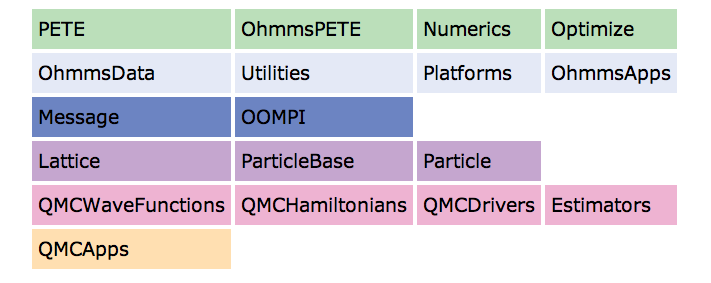 PETE OhmmsPETE Numerics Optimize
OhmmsData Utilities Platforms OhmmsApps
Message OOMPI
Lattice ParticleBase Particle
QMCWaveFunctions QMCHamiltonians QMCDrivers Estimators
QMCApps